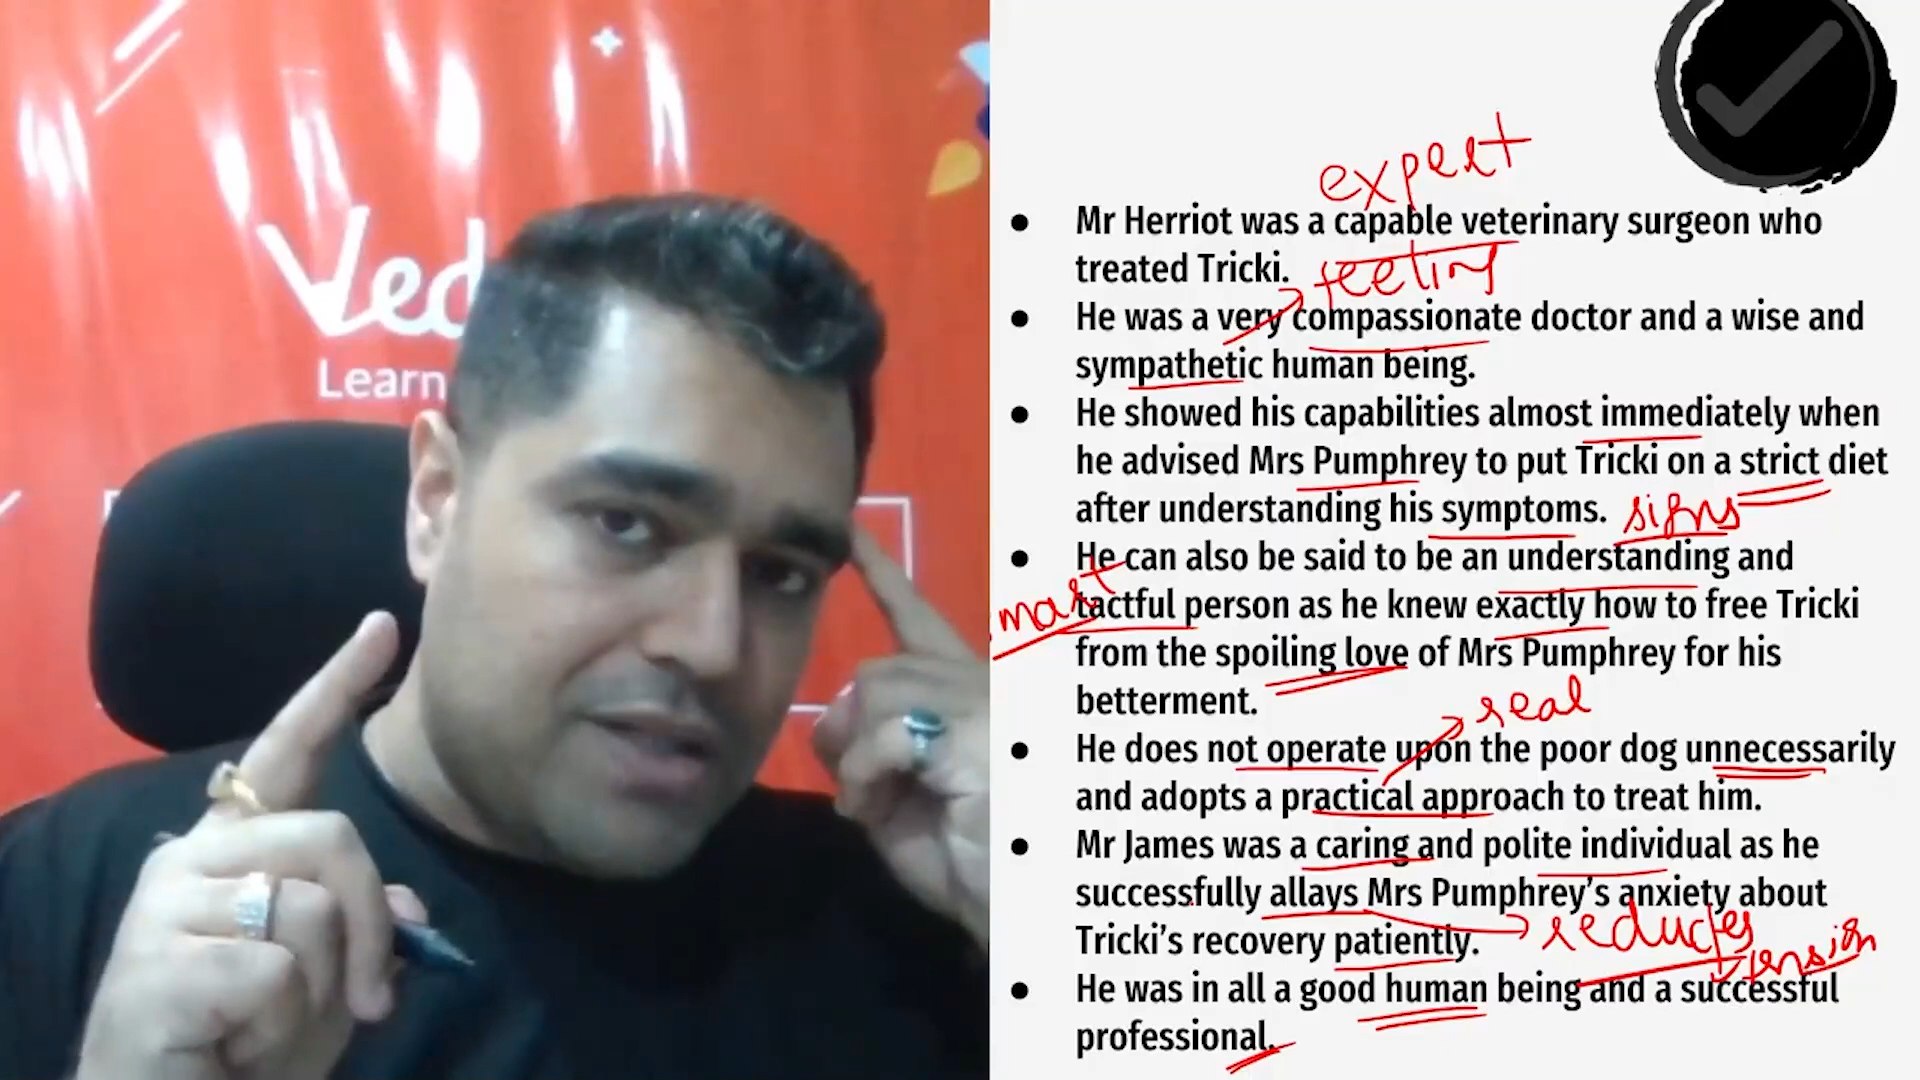 Ved
Learn
expert
Mr Herriot was a capable veterinary surgeon who
treated Tricki.
feeling
He was a very compassionate doctor and a wise and
sympathetic human being.
He showed his capabilities almost immediately when
he advised Mrs Pumphrey to put Tricki on a strict diet
after understanding his symptoms. signs
He can also be said to be an understanding and
mart
tactful person as he knew exactly how to free Tricki
from the spoiling love of Mrs Pumphrey for his
betterment.
real
He does not operate upon the poor dog unnecessarily
and adopts a practical approach to treat him.
Mr James was a caring and polite individual as he
successfully allays Mrs Pumphrey's anxiety about
Tricki's recovery patiently. reduces
tension
He was in all a good human being and a successful
professional.